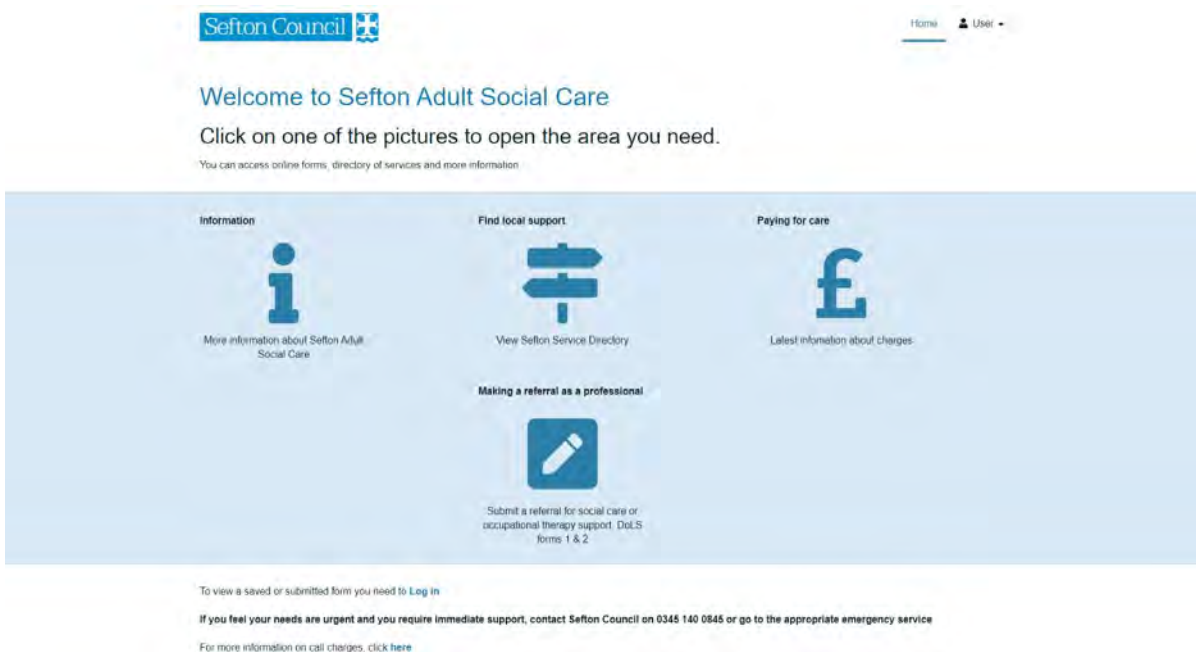 Sefton Council
Home
User
Welcome to Sefton Adult Social Care
Click on one of the pictures to open the area you need.
You can access online forms, directory of services and more information
Information
Find local support
Paying for care
£
More information about Sefton Adult
Social Care
View Sefton Service Directory
Latest infomation about charges
Making a referral as a professional
Submit a referral for social care or
occupational therapy support. DoLS
forms 1 & 2
To view a saved or submitted form you need to Log in
If you feel your needs are urgent and you require immediate support, contact Sefton Council on 0345 140 0845 or go to the appropriate emergency service
For more information on call charges, click here